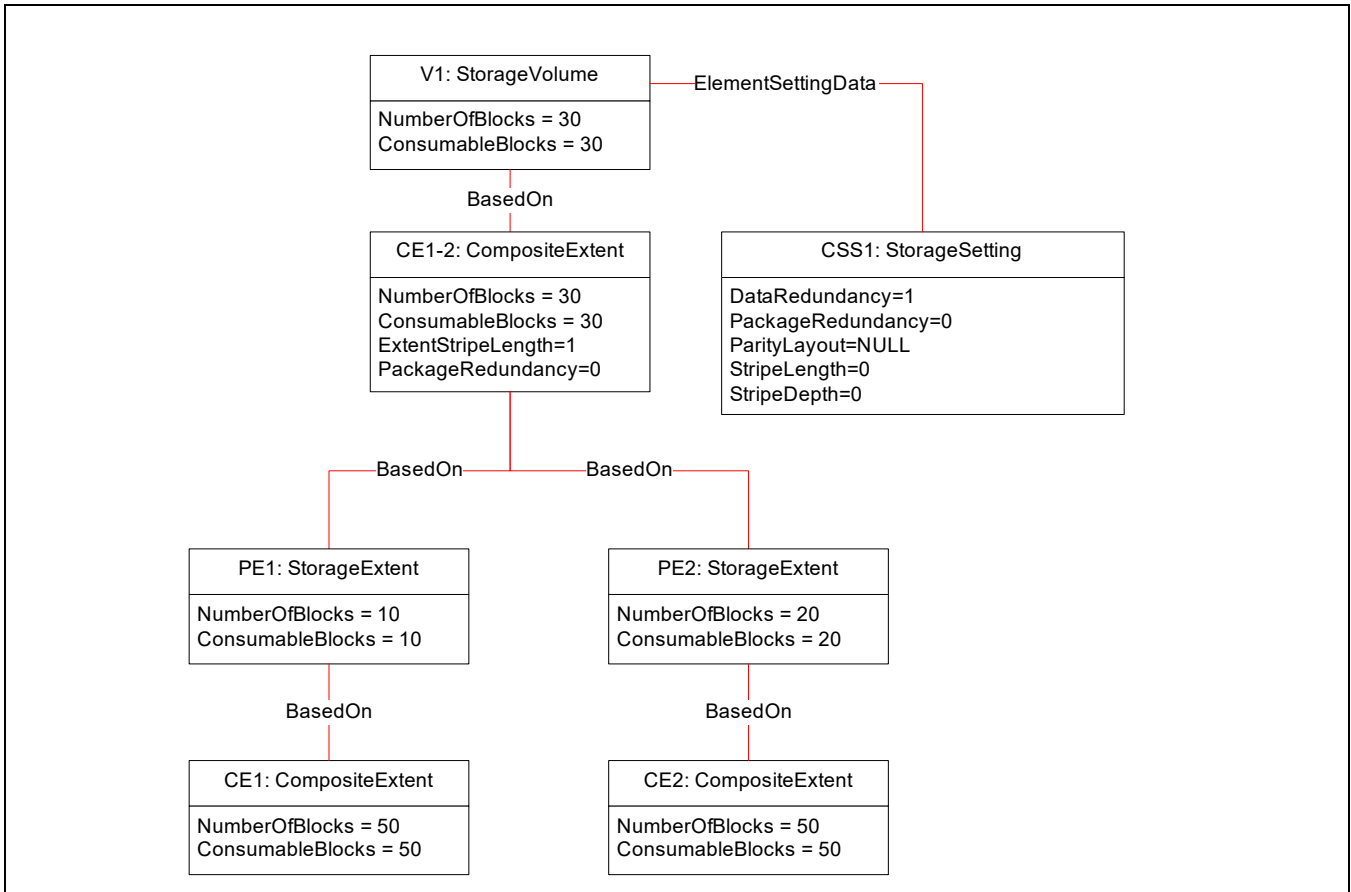 V1: StorageVolume
ElementSettingData
NumberOfBlocks = 30
ConsumableBlocks = 30
BasedOn
CE1-2: CompositeExtent
NumberOfBlocks = 30
ConsumableBlocks = 30
ExtentStripeLength=1
PackageRedundancy=0
CSS1: StorageSetting
DataRedundancy=1
PackageRedundancy=0
ParityLayout=NULL
StripeLength=0
StripeDepth=0
BasedOn
BasedOn
PE1: StorageExtent
NumberOfBlocks = 10
ConsumableBlocks = 10
PE2: StorageExtent
NumberOfBlocks = 20
ConsumableBlocks = 20
BasedOn
BasedOn
CE1: CompositeExtent
NumberOfBlocks = 50
ConsumableBlocks = 50
CE2: CompositeExtent
NumberOfBlocks = 50
ConsumableBlocks = 50